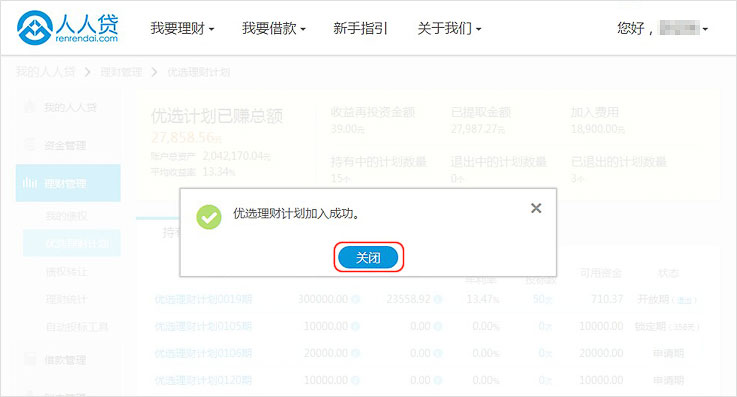 人人贷
renrendai.com
我要理财 我要借款 新手指引 关于我们 您好，
我的人人贷 > 理财管理 > 优选理财计划
我的人人贷
资金管理
理财管理
我的债权
优选理财计划
债权转让
理财统计
自动投标工具
借款管理
优选计划已赚总额
27,858.56元
账户总资产 2,042,170.04元
平均收益率 13.34%
收益再投资金额 已提取金额 加入费用
39.00元 27,987.27元 18,900.00元
持有中的计划数量 退出中的计划数量 已退出的计划数量
15个 0个 3个
优选理财计划加入成功。
关闭
可用资金 状态
优选理财计划0019期 300000.00 23558.92 13.47% 50次 710.37 开放期
优选理财计划0105期 10000.00 0.00 0.00% 0次 10000.00 锁定期
优选理财计划0106期 20000.00 0.00 0.00% 0次 20000.00 申请期
优选理财计划0120期 10000.00 0.00 0.00% 0次 10000.00 申请期